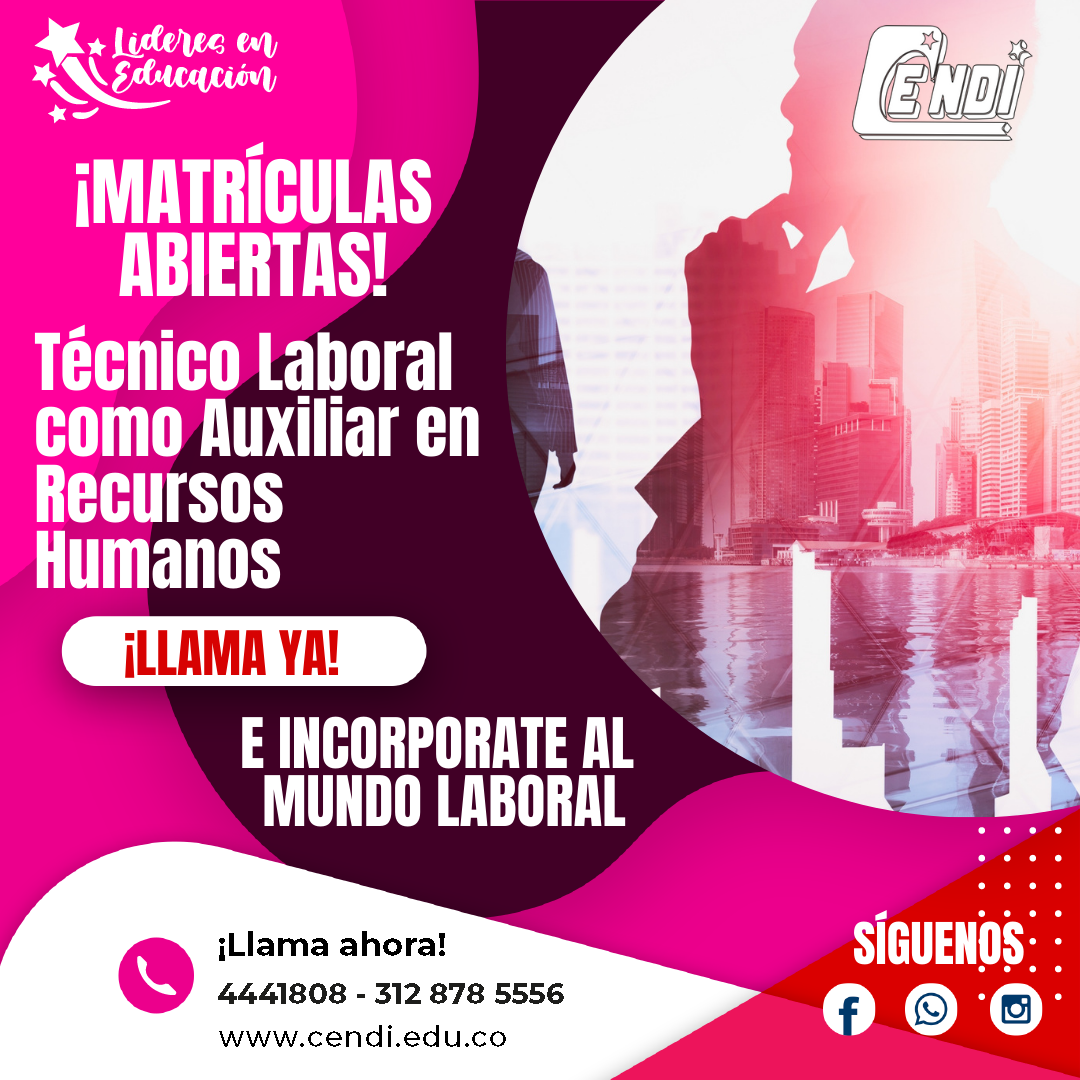 Lideres en
Educación
CENDI
¡MATRÍCULAS
ABIERTAS!
Técnico Laboral
como Auxiliar en
Recursos
Humanos
¡LLAMA YA!
E INCORPORATE AL
MUNDO LABORAL
¡Llama ahora!
4441808 - 312 878 5556
www.cendi.edu.co
SÍGUENOS